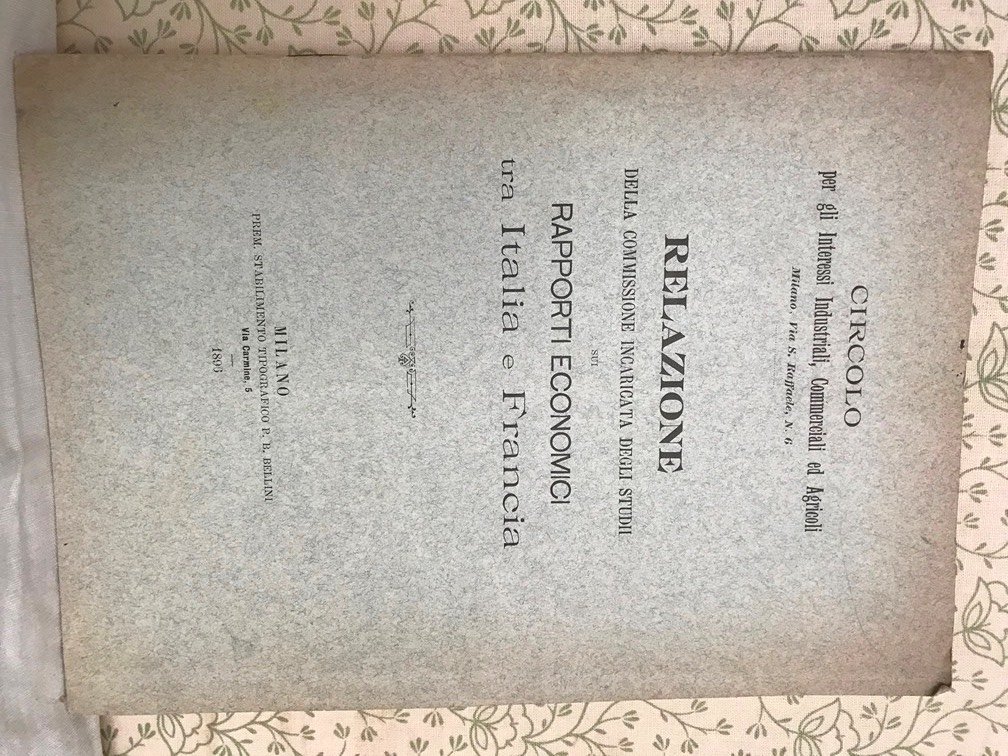 CIRCOLO
per gli Interessi Industriali, Commerciali ed Agricoli
Milano, Via S. Raffaele, N. 6
RELAZIONE
DELLA COMMISSIONE INCARICATA DEGLI STUDII
SUI
RAPPORTI ECONOMICI
tra Italia e Francia
MILANO
PREM. STABILIMENTO TIPOGRAFICO P. B. BELLINI
Via Carmine, 5